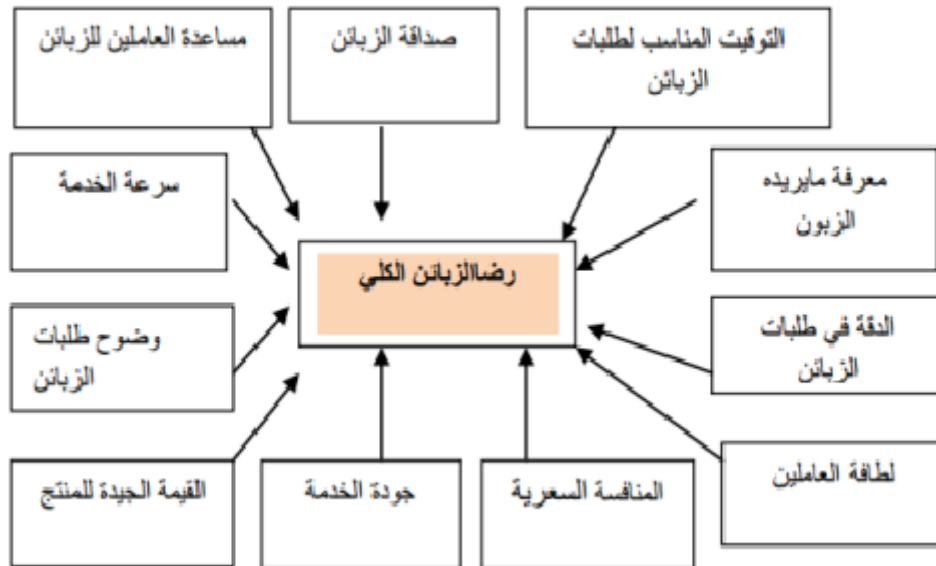 التوقيت المناسب لطلبات
الزبائن
صداقة الزبائن
مساعدة العاملين للزبائن
معرفة مايريده
الزبون
سرعة الخدمة
رضاالزبائن الكلي
الدقة في طلبات
الزبائن
وضوح طلبات
الزبائن
لطافة العاملين
المنافسة السعرية
جودة الخدمة
القيمة الجيدة للمنتج